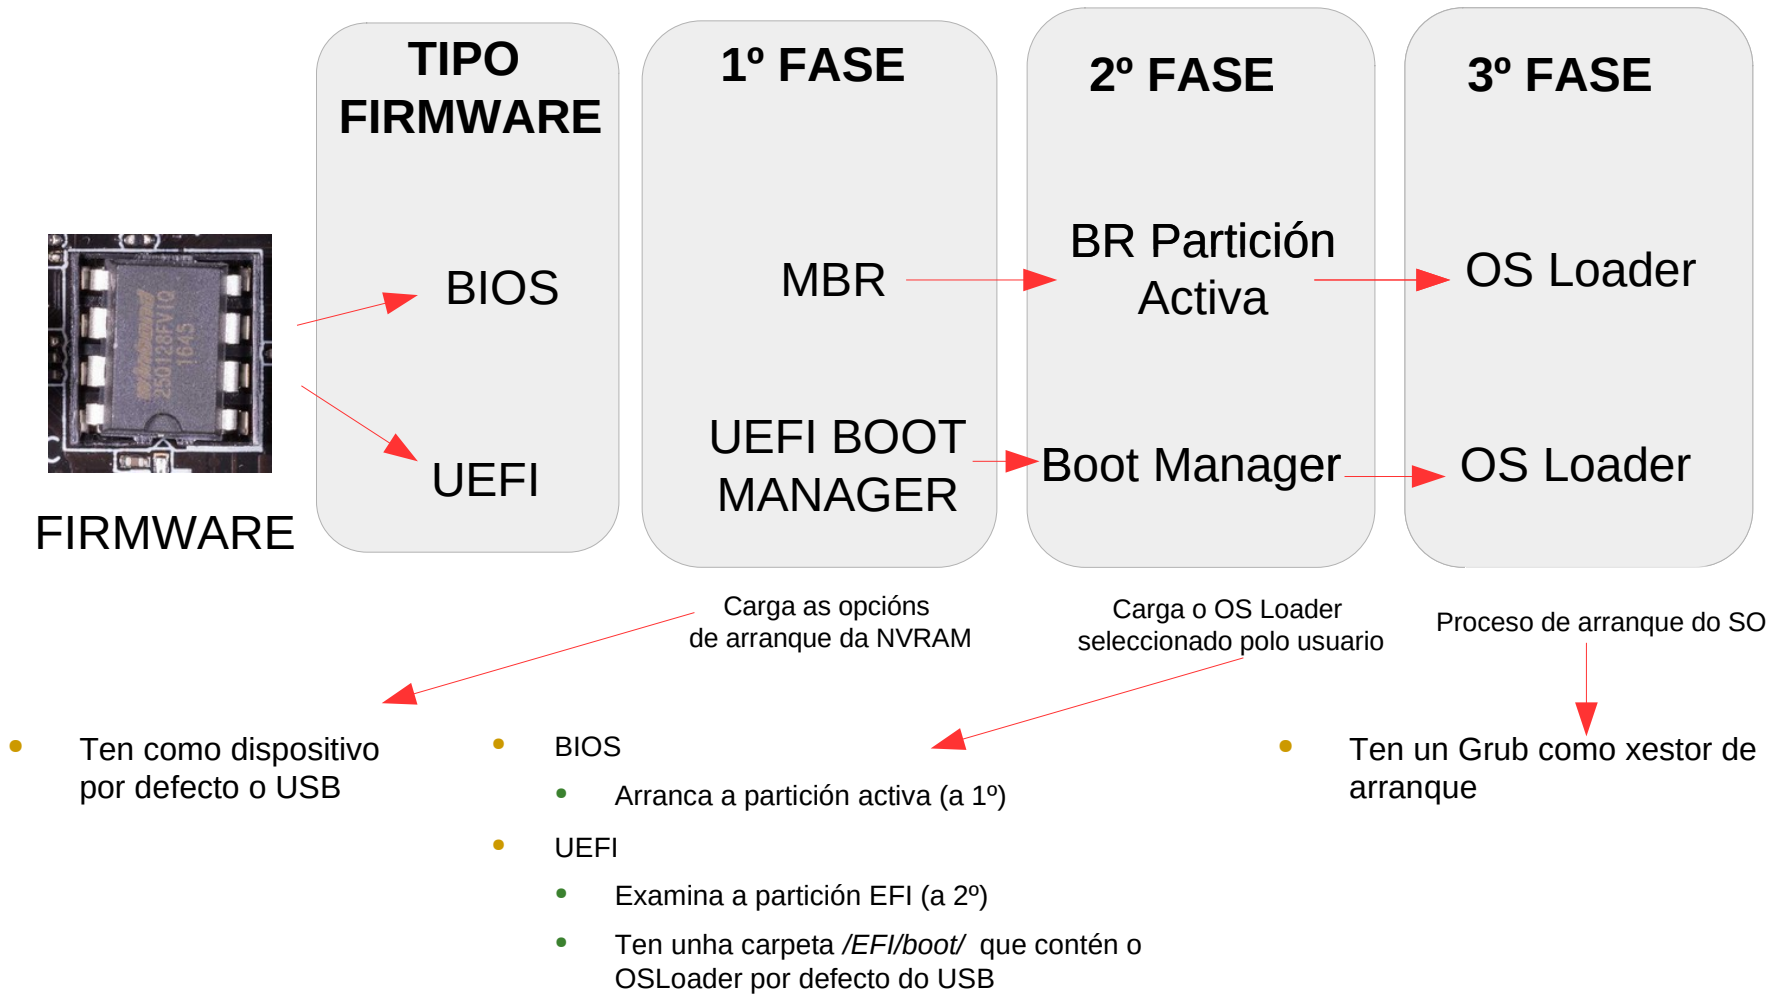 TIPO
FIRMWARE
1º FASE
2º FASE
3º FASE
BIOS
MBR
BR Partición
Activa
OS Loader
winbond
25Q128FVIQ
1645
UEFI
UEFI BOOT
MANAGER
Boot Manager
OS Loader
FIRMWARE
Carga as opcións
de arranque da NVRAM
Carga o OS Loader
seleccionado polo usuario
Proceso de arranque do SO
Ten como dispositivo
por defecto o USB
BIOS
Arranca a partición activa (a 1º)
UEFI
Examina a partición EFI (a 2º)
Ten unha carpeta /EFI/boot/ que contén o
OSLoader por defecto do USB
Ten un Grub como xestor de
arranque